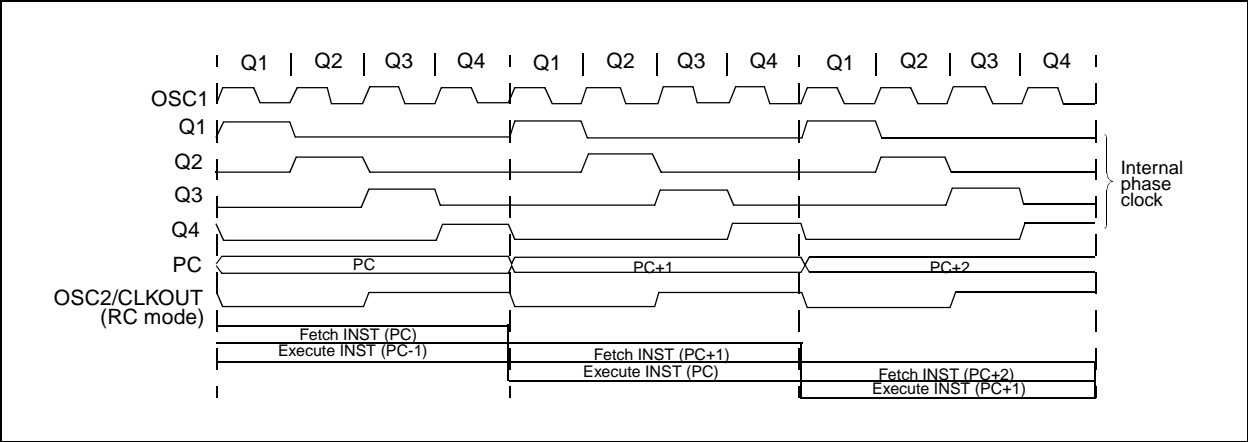 Q1 Q2 Q3 Q4 Q1 Q2 Q3 Q4 Q1 Q2 Q3 Q4
OSC1
Q1
Q2
Q3
Q4
Internal
phase
clock
PC PC PC+1 PC+2
OSC2/CLKOUT
(RC mode)
Fetch INST (PC)
Execute INST (PC-1)
Fetch INST (PC+1)
Execute INST (PC)
Fetch INST (PC+2)
Execute INST (PC+1)